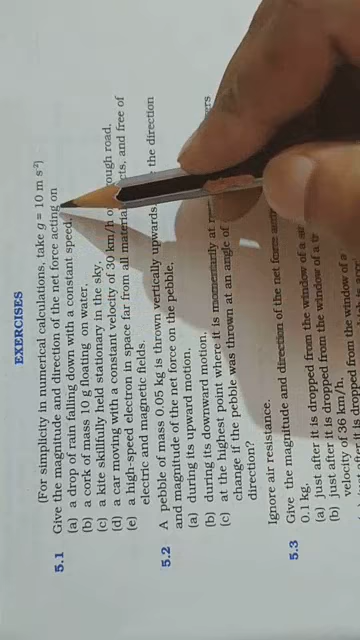 EXERCISES
(For simplicity in numerical calculations, take g = 10 m s⁻²)
5.1 Give the magnitude and direction of the net force acting on
(a) a drop of rain falling down with a constant speed,
(b) a cork of mass 10 g floating on water,
(c) a kite skillfully held stationary in the sky,
(d) a car moving with a constant velocity of 30 km/h on rough road,
(e) a high-speed electron in space far from all material and free of
electric and magnetic fields.
5.2 A pebble of mass 0.05 kg is thrown vertically upwards. the direction
and magnitude of the net force on the pebble,
(a) during its upward motion,
(b) during its downward motion,
(c) at the highest point where it is momentarily at
change if the pebble was thrown at an angle of
direction?
Ignore air resistance.
5.3 Give the magnitude and direction of the net force
0.1 kg,
(a) just after it is dropped from the window of a
(b) just after it is dropped from the window of a
velocity of 36 km/h,
is dropped from the window of a